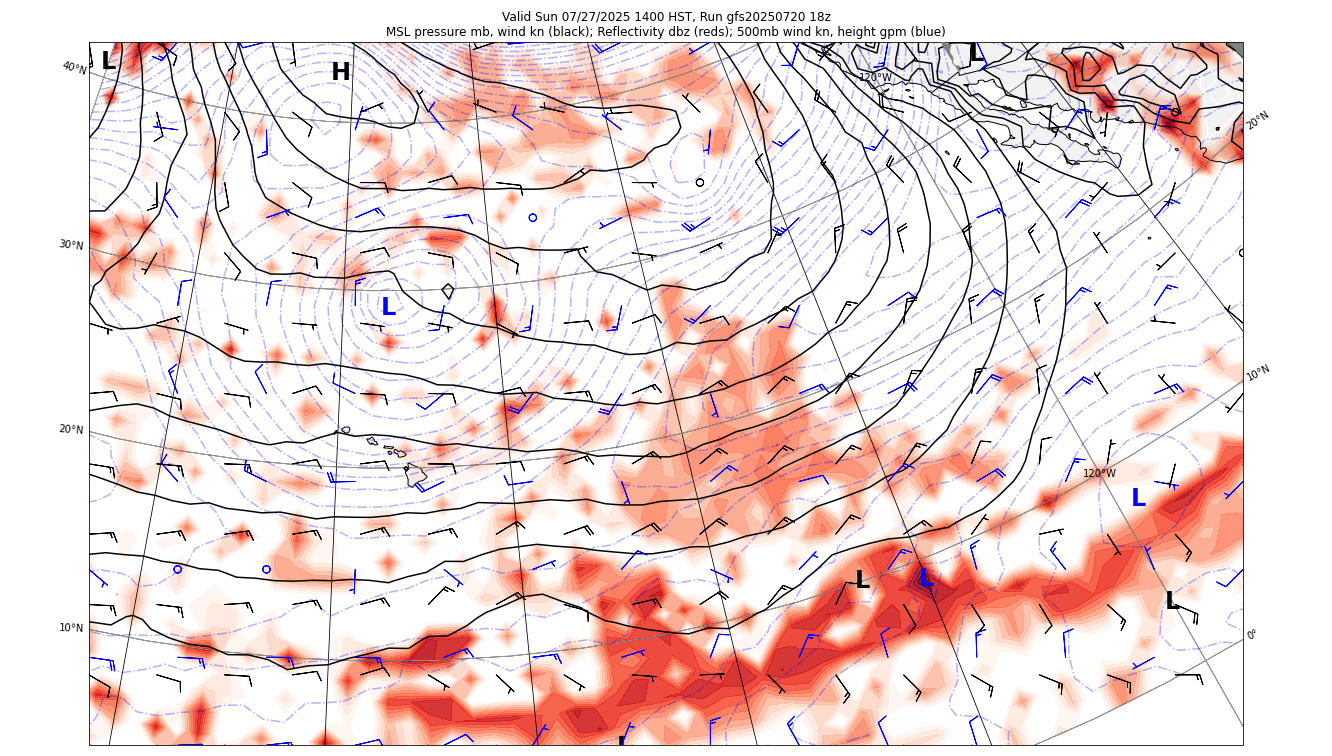 Valid Sun 07/27/2025 1400 HST, Run gfs20250720 18z
MSL pressure mb, wind kn (black); Reflectivity dbz (reds); 500mb wind kn, height gpm (blue)
L
H
L
40°N
120°W
20°N
30°N
L
10°N
20°N
120°W
L
L
L
L
10°N
0°
L